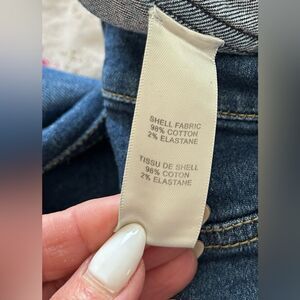 SHELL FABRIC
98% COTTON
2% ELASTANE
TISSU DE SHELL
98% COTON
2% ELASTANE